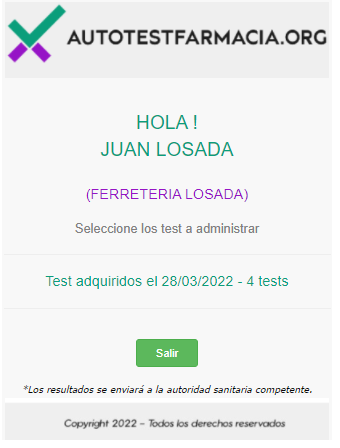 AUTOTESTFARMACIA.ORG
HOLA !
JUAN LOSADA
(FERRETERIA LOSADA)
Seleccione los test a administrar
Test adquiridos el 28/03/2022 - 4 tests
Salir
*Los resultados se enviará a la autoridad sanitaria competente.
Copyright 2022 – Todos los derechos reservados